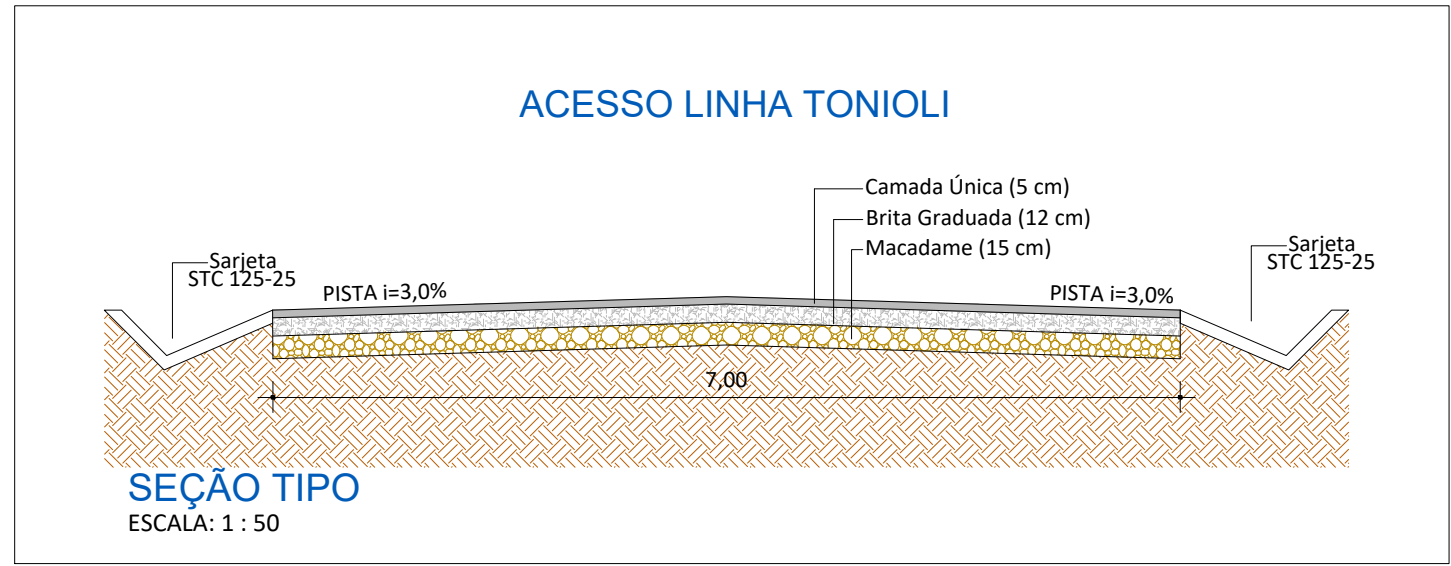 ACESSO LINHA TONIOLI
Camada Única (5 cm)
Brita Graduada (12 cm)
Macadame (15 cm)
Sarjeta
STC 125-25
Sarjeta
STC 125-25
PISTA i=3,0%
PISTA i=3,0%
7,00
SEÇÃO TIPO
ESCALA: 1 : 50